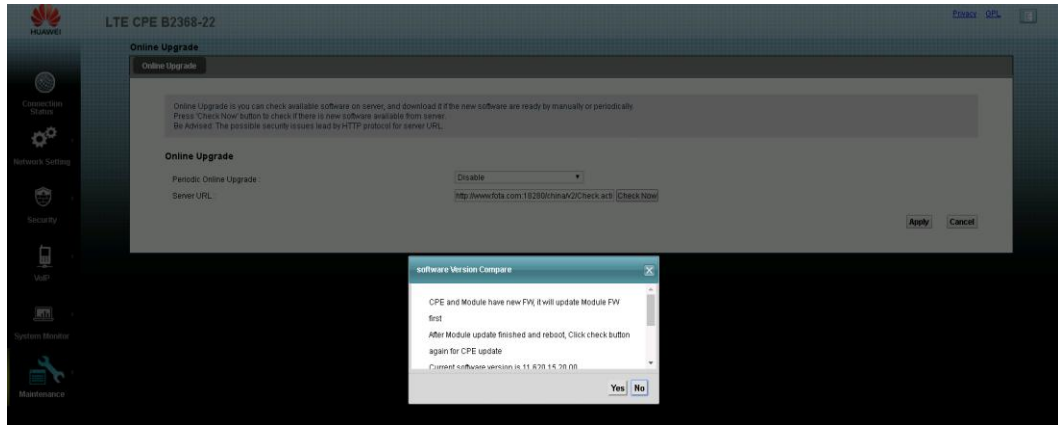 HUAWEI
LTE CPE B2368-22
Privacy GPL
Online Upgrade
Online Upgrade
Connection
Status
Network Setting
Security
VoIP
System Monitor
Maintenance
Online Upgrade is you can check available software on server, and download it if the new software are ready by manually or periodically.
Press 'Check Now' button to check if there is new software available from server.
Be Advised: The possible security issues lead by HTTP protocol for server URL.
Online Upgrade
Periodic Online Upgrade : Disable
Server URL : http://www.fota.com:18280/china/v2/Check.acti Check Now
Apply Cancel
software Version Compare
CPE and Module have new FW, it will update Module FW
first
After Module update finished and reboot, Click check button
again for CPE update
Current software version is 11.620.15.20.00
Yes No